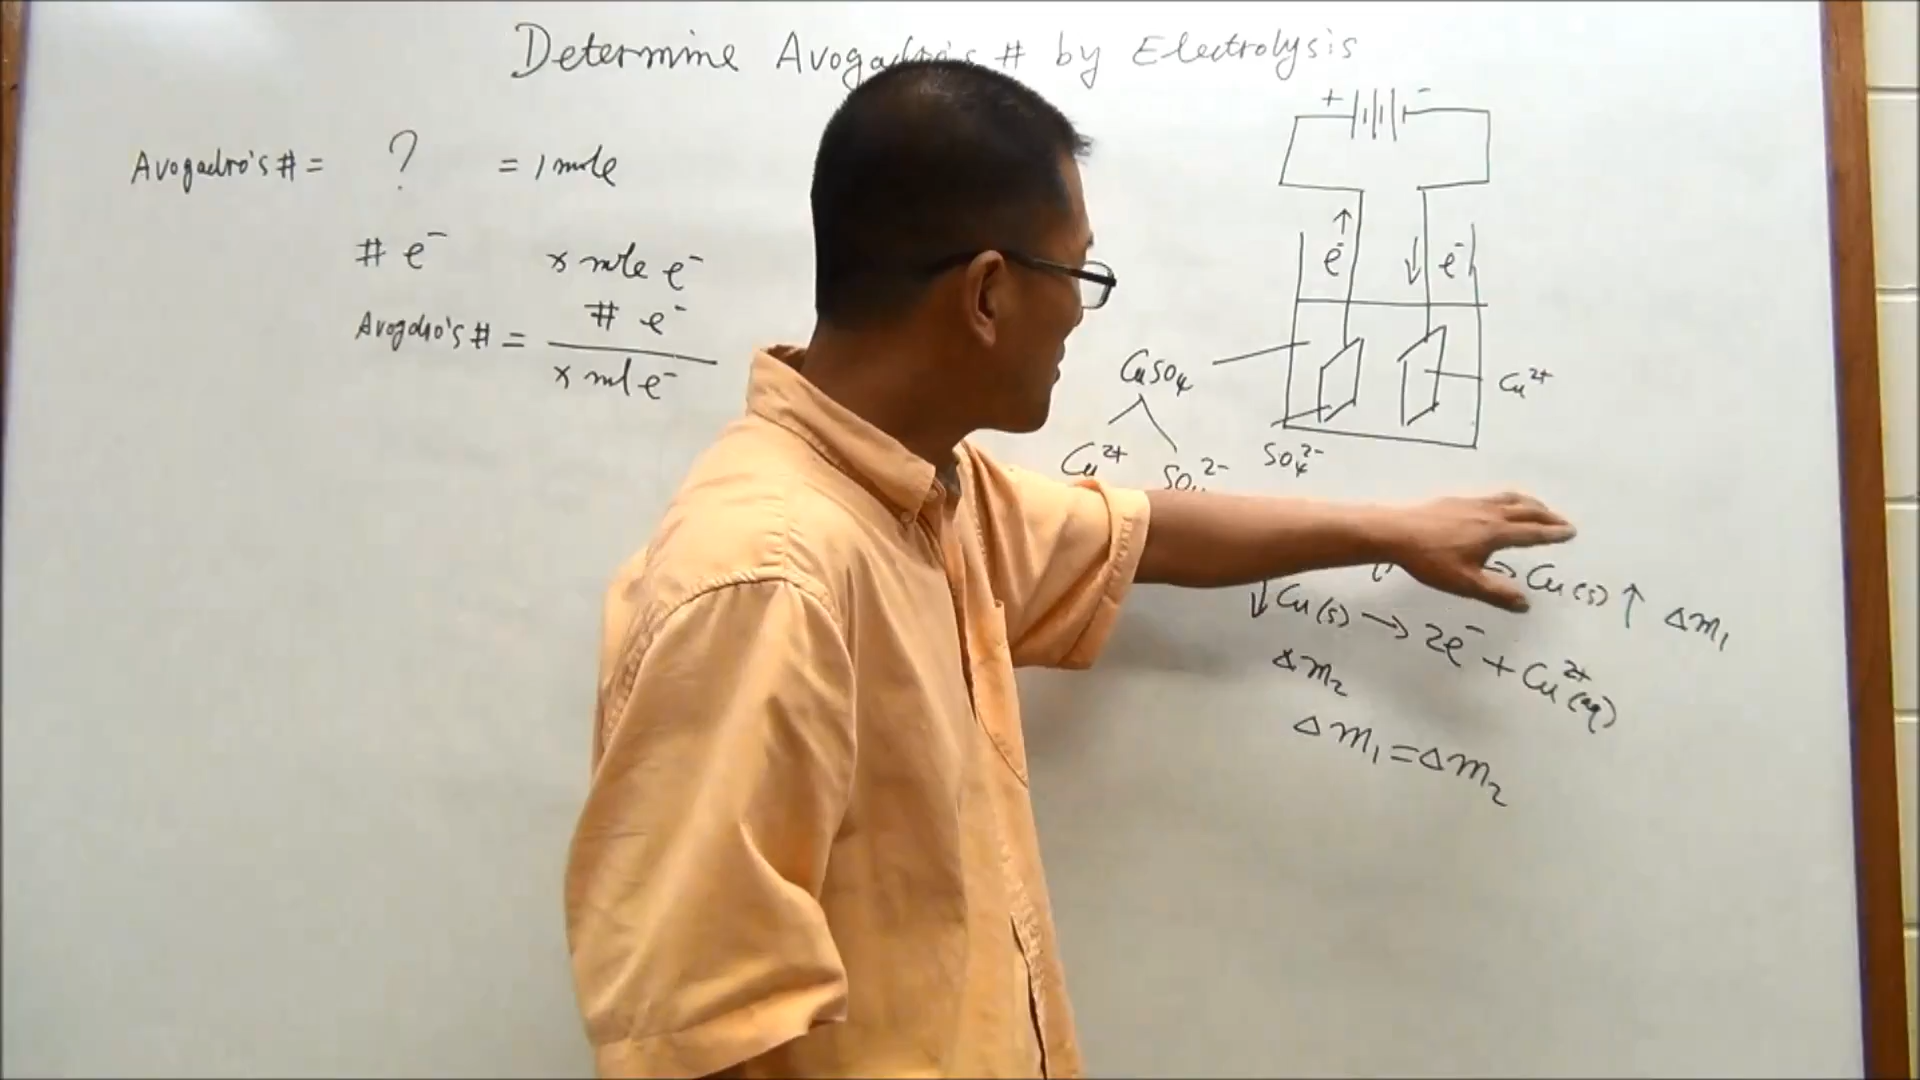 Determine Avogadro's # by Electrolysis
Avogadro's # = ? = 1 mole
# e⁻ x mole e⁻
Avogdro's # = # e⁻
x mol e⁻
+ -
e⁻ e⁻
CuSO₄
Cu²⁺ SO₄²⁻
SO₄²⁻
Cu²⁺
→ Cu(s) ↑ Δm₁
↓ Cu(s) → 2e⁻ + Cu²⁺(aq)
Δm₂
Δm₁ = Δm₂